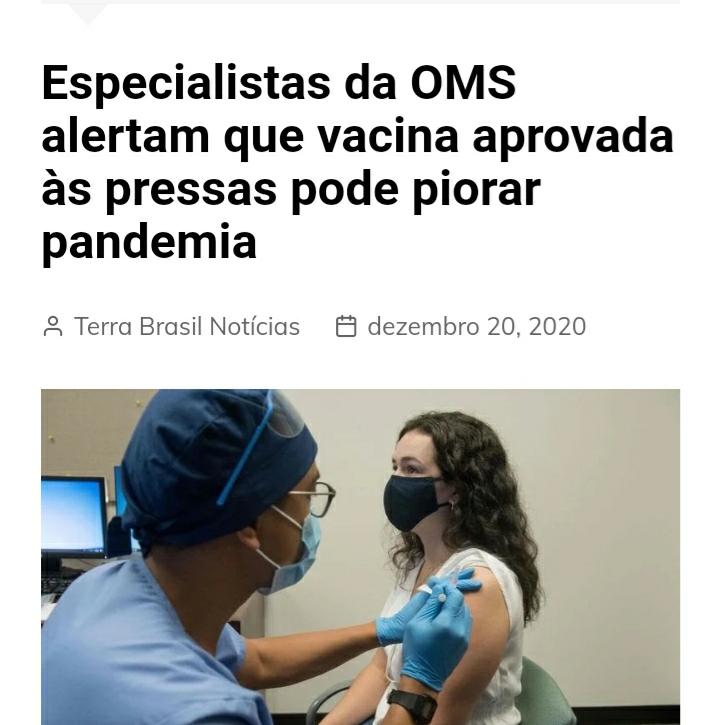 Especialistas da OMS
alertam que vacina aprovada
às pressas pode piorar
pandemia
Terra Brasil Notícias dezembro 20, 2020